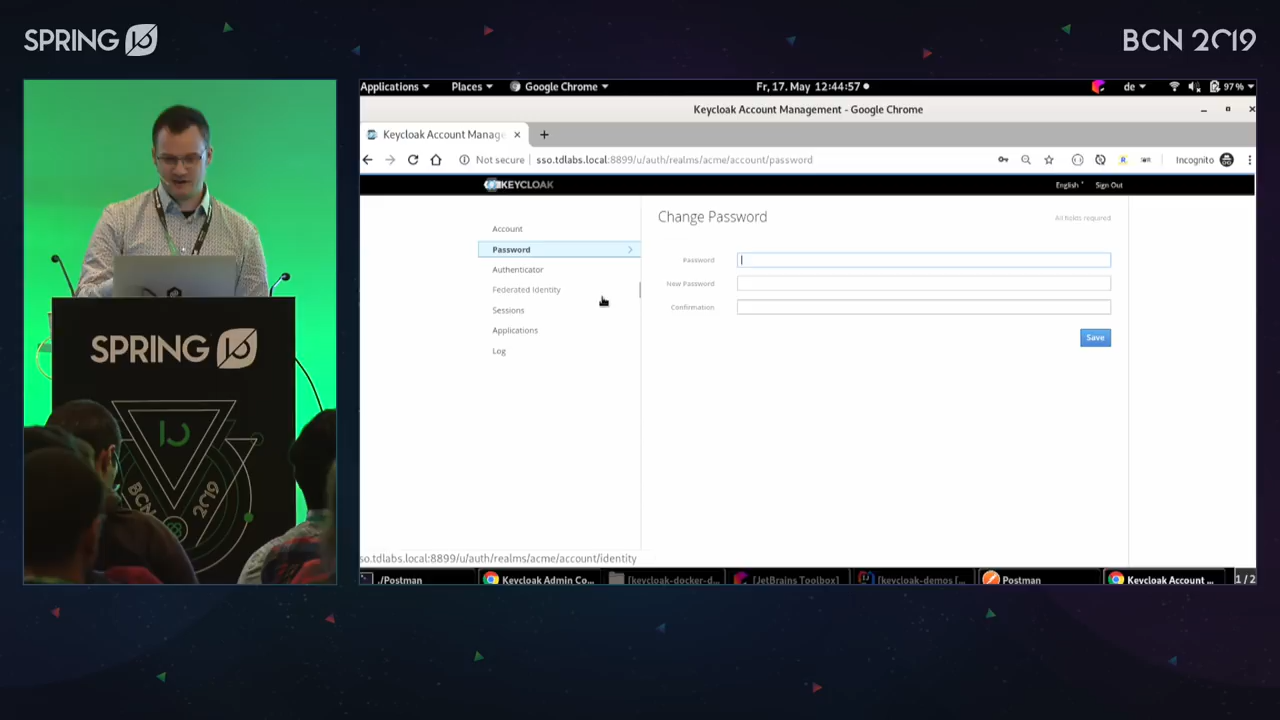 SPRING
BCN 2019
Applications
Places
Google Chrome
Fr, 17. May 12:44:57
de
97 %
Keycloak Account Management - Google Chrome
Keycloak Account Manage
Not secure
sso.tdlabs.local:8899/u/auth/realms/acme/account/password
Incognito
KEYCLOAK
English
Sign Out
Account
Password
Authenticator
Federated Identity
Sessions
Applications
Log
Change Password
All fields required
Password
New Password
Confirmation
Save
so.tdlabs.local:8899/u/auth/realms/acme/account/identity
./Postman
Keycloak Admin Co...
[keycloak-docker-d...
[JetBrains Toolbox]
[keycloak-demos [...
Postman
Keycloak Account ...
1 / 2
SPRING
BCN
2019